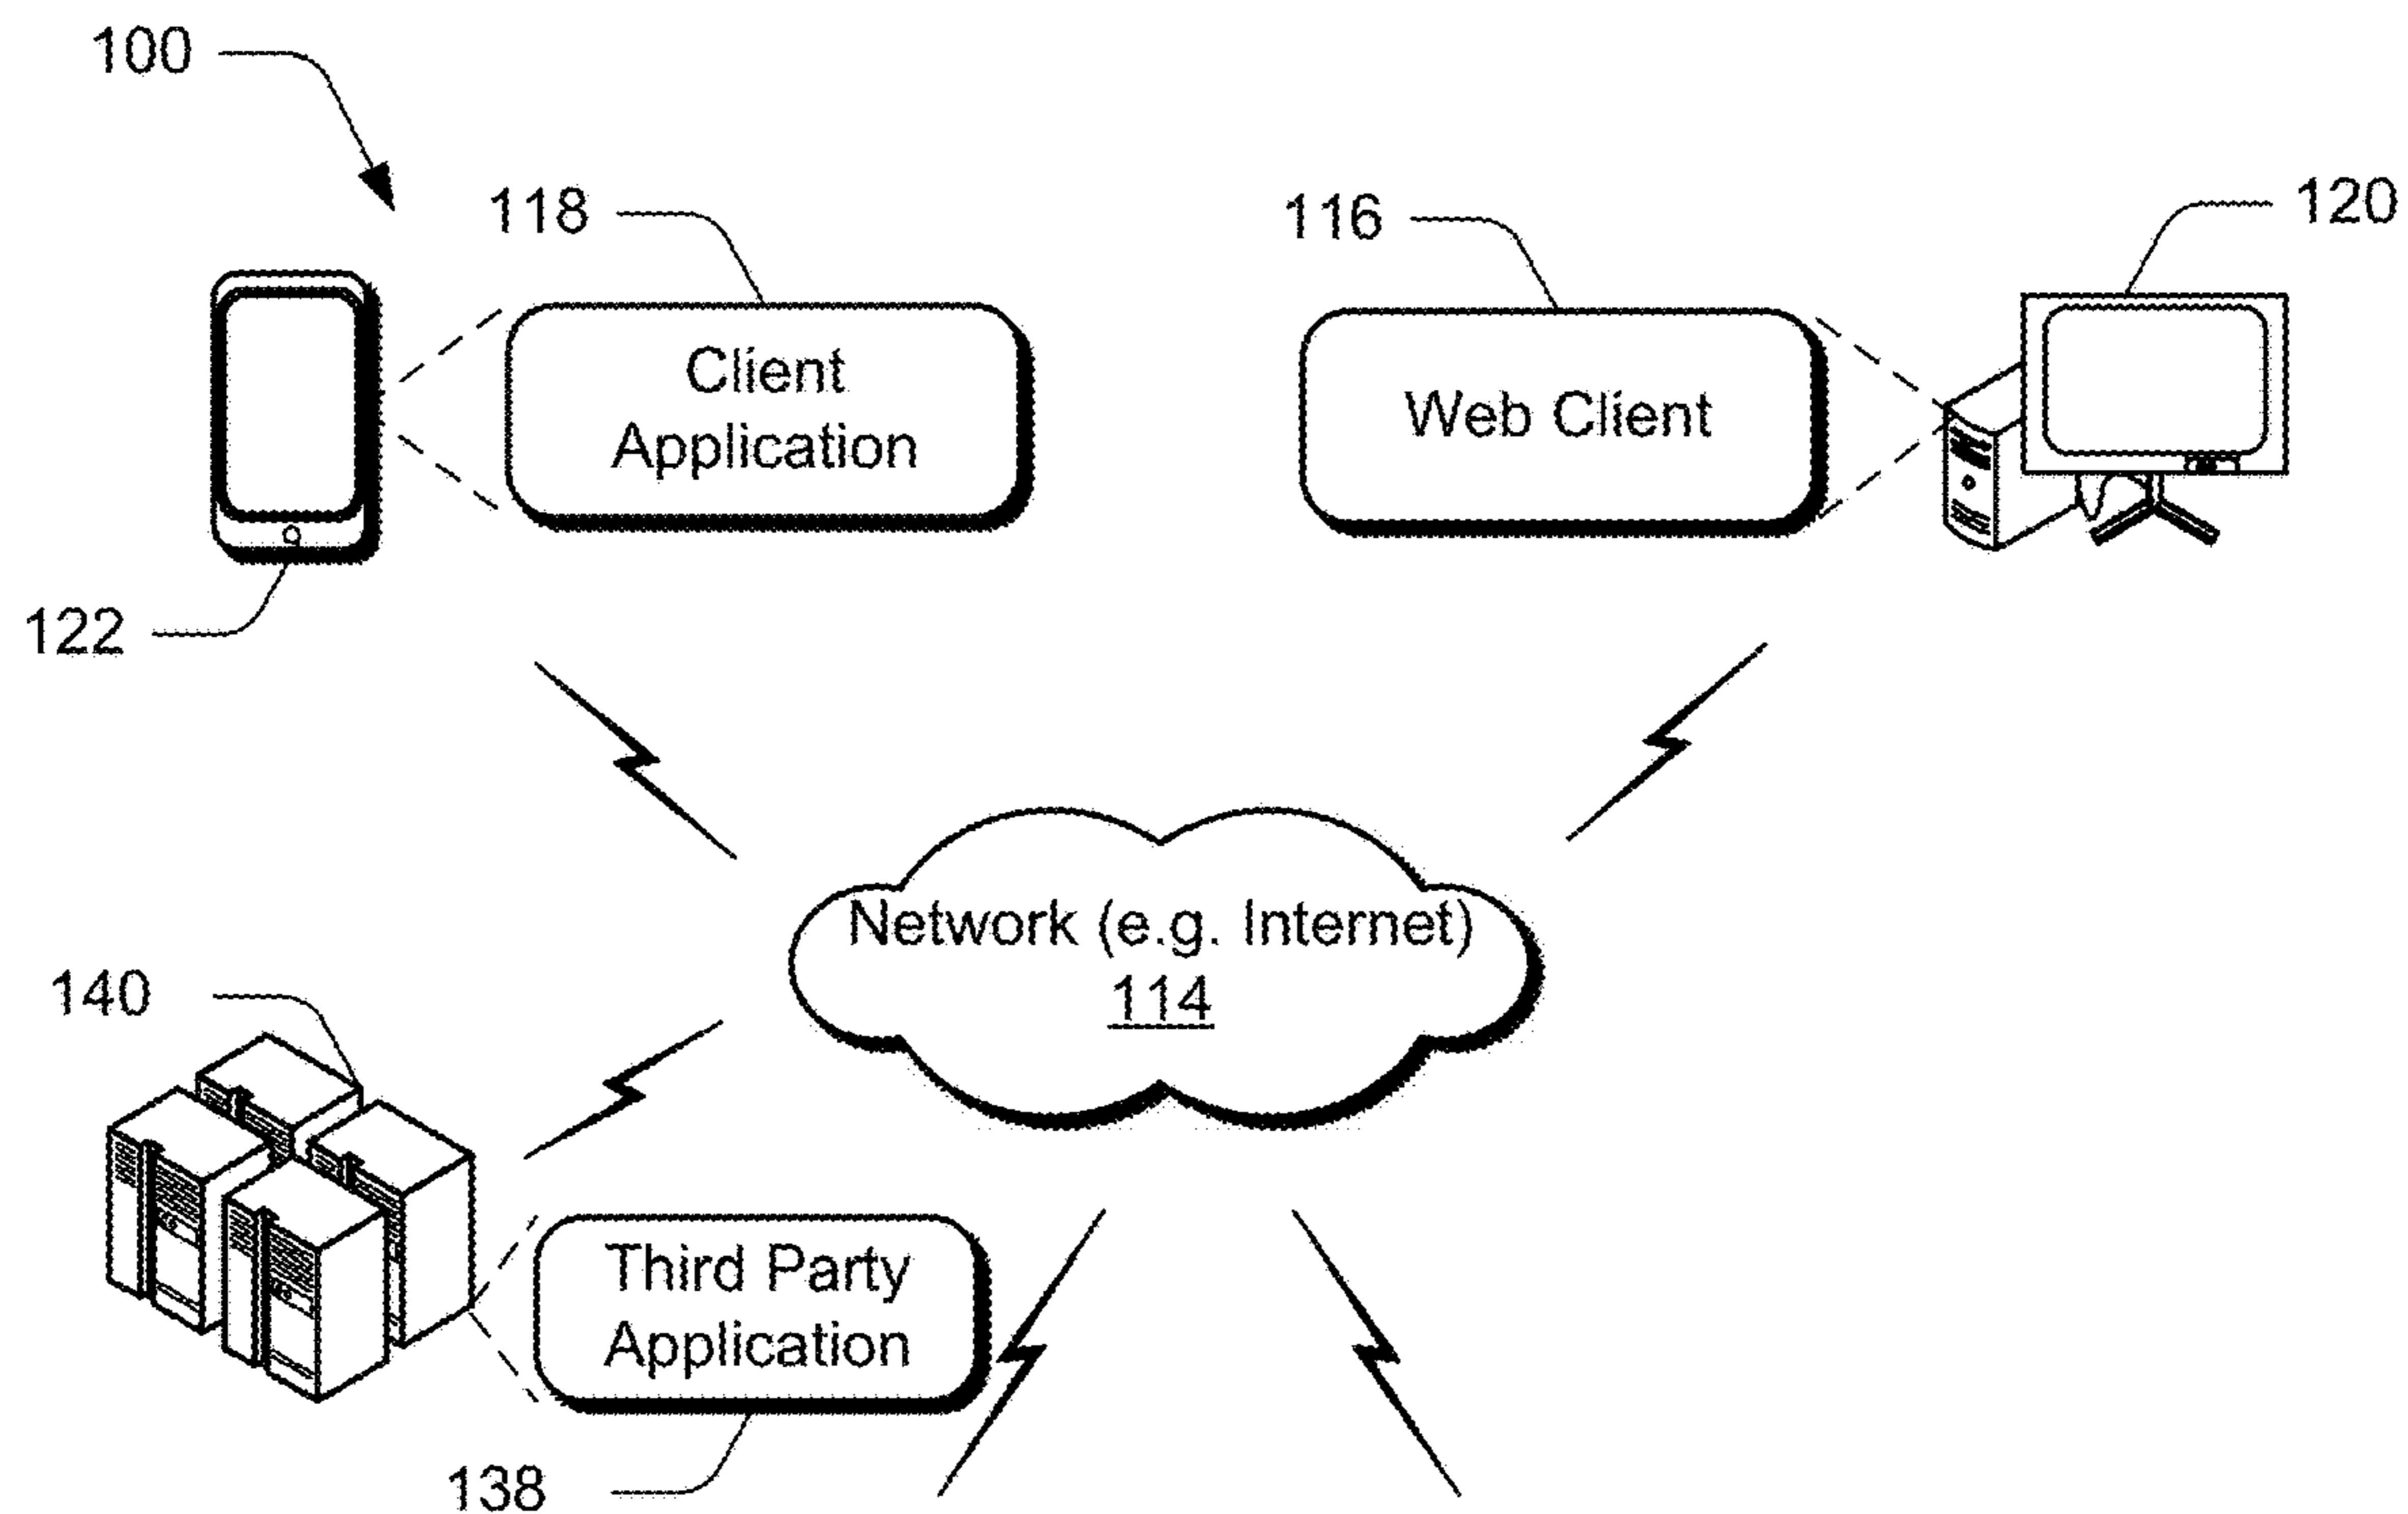 100
118
116
120
Client
Application
Web Client
122
Network (e.g. Internet)
114
140
Third Party
Application
138